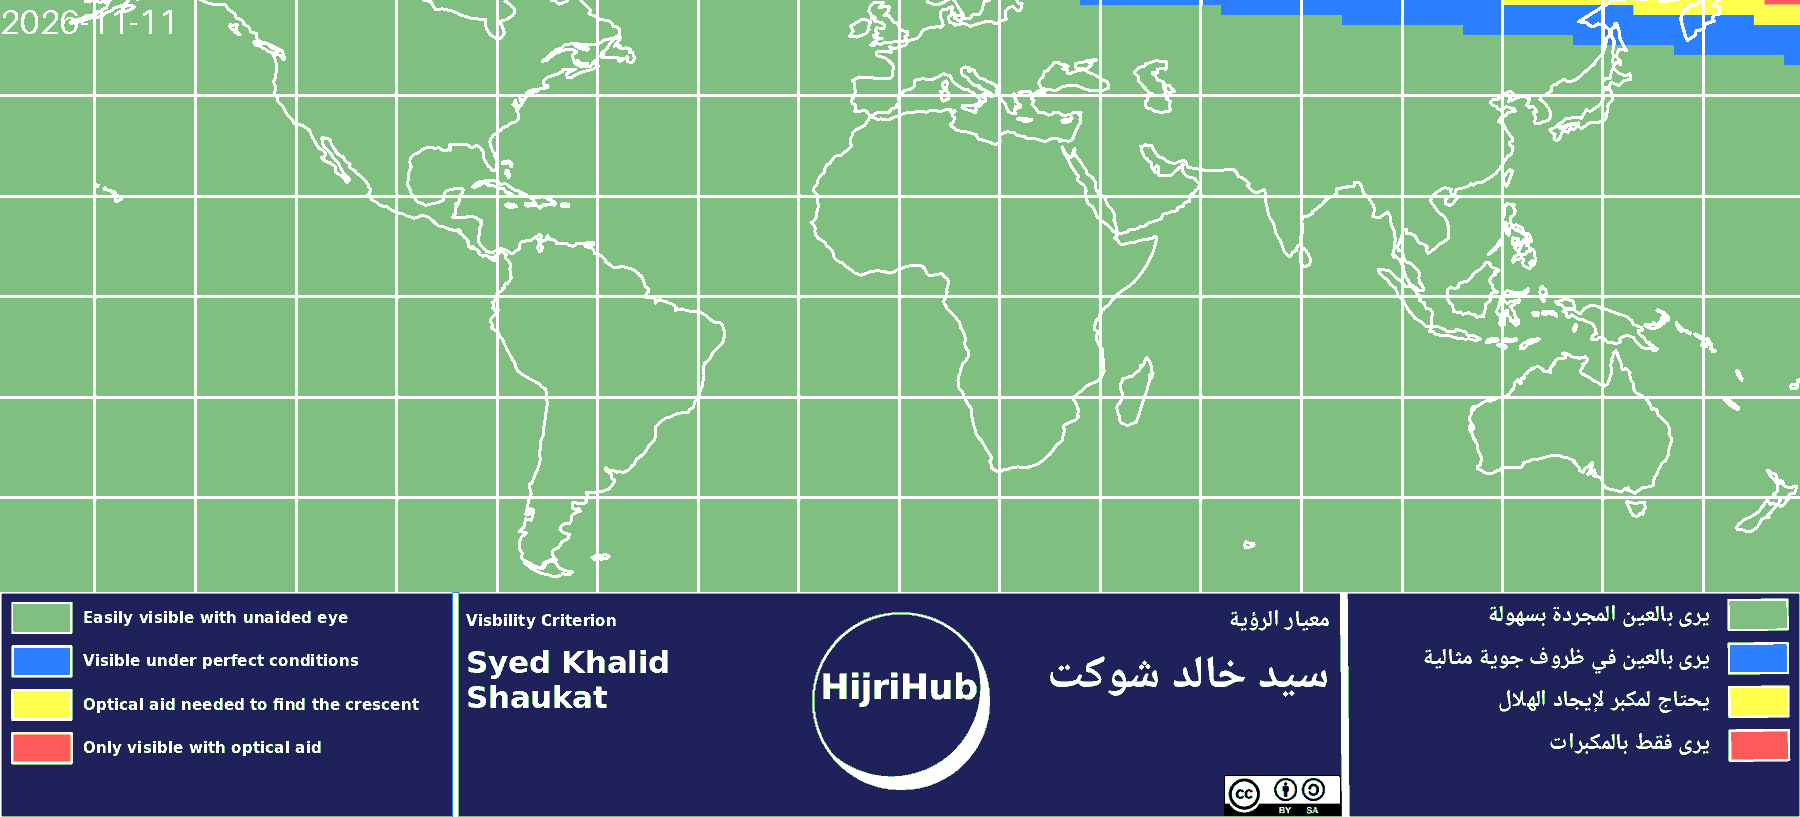 2026-11-11
Easily visible with unaided eye
Visible under perfect conditions
Optical aid needed to find the crescent
Only visible with optical aid
Visbility Criterion
Syed Khalid
Shaukat
HijriHub
معيار الرؤية
سيد خالد شوكت
cc
BY SA
يرى بالعين المجردة بسهولة
يرى بالعين في ظروف جوية مثالية
يحتاج لمكبر لإيجاد الهلال
يرى فقط بالمكبرات